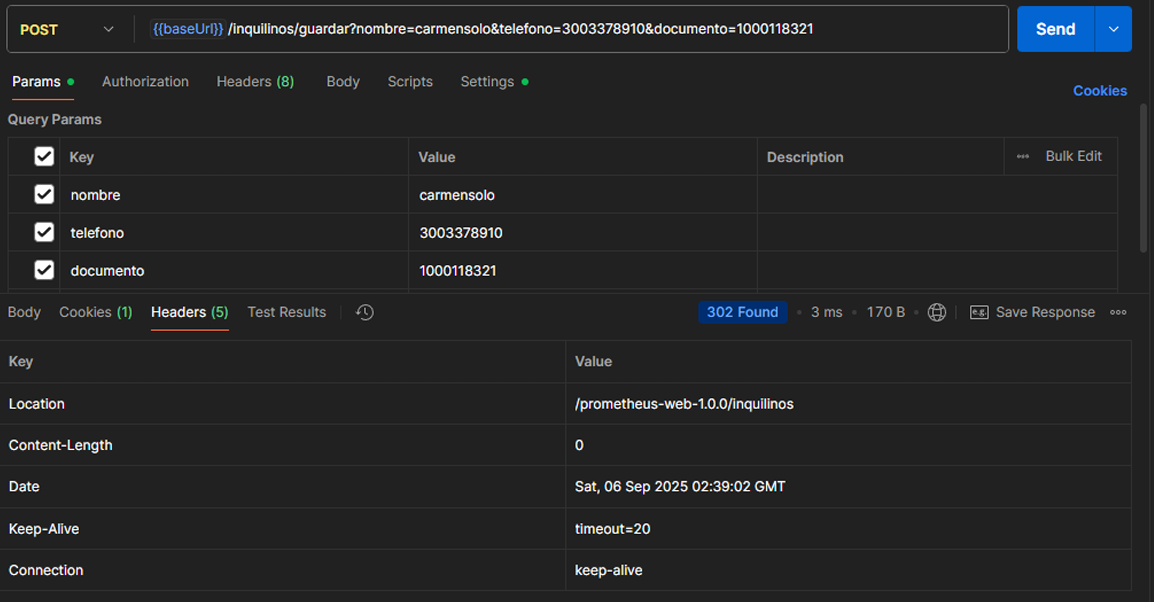 POST {{baseUrl}} /inquilinos/guardar?nombre=carmensolo&telefono=3003378910&documento=1000118321 Send
Params Authorization Headers (8) Body Scripts Settings Cookies
Query Params
Key Value Description Bulk Edit
nombre carmensolo
telefono 3003378910
documento 1000118321
Body Cookies (1) Headers (5) Test Results 302 Found 3 ms 170 B e.g. Save Response
Key Value
Location /prometheus-web-1.0.0/inquilinos
Content-Length 0
Date Sat, 06 Sep 2025 02:39:02 GMT
Keep-Alive timeout=20
Connection keep-alive